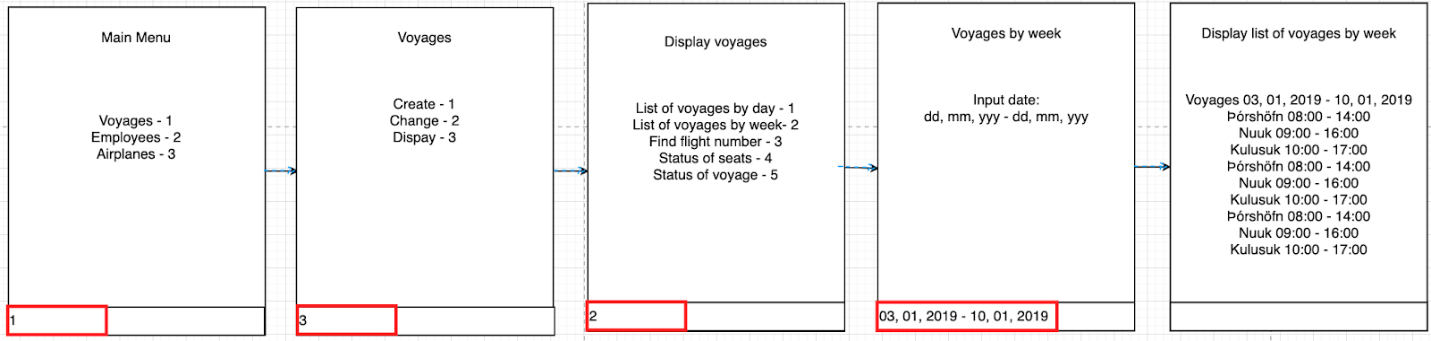 Main Menu
Voyages - 1
Employees - 2
Airplanes - 3
1
Voyages
Create - 1
Change - 2
Dispay - 3
3
Display voyages
List of voyages by day - 1
List of voyages by week- 2
Find flight number - 3
Status of seats - 4
Status of voyage - 5
2
Voyages by week
Input date:
dd, mm, yyy - dd, mm, yyy
03, 01, 2019 - 10, 01, 2019
Display list of voyages by week
Voyages 03, 01, 2019 - 10, 01, 2019
Þórshöfn 08:00 - 14:00
Nuuk 09:00 - 16:00
Kulusuk 10:00 - 17:00
Þórshöfn 08:00 - 14:00
Nuuk 09:00 - 16:00
Kulusuk 10:00 - 17:00
Þórshöfn 08:00 - 14:00
Nuuk 09:00 - 16:00
Kulusuk 10:00 - 17:00